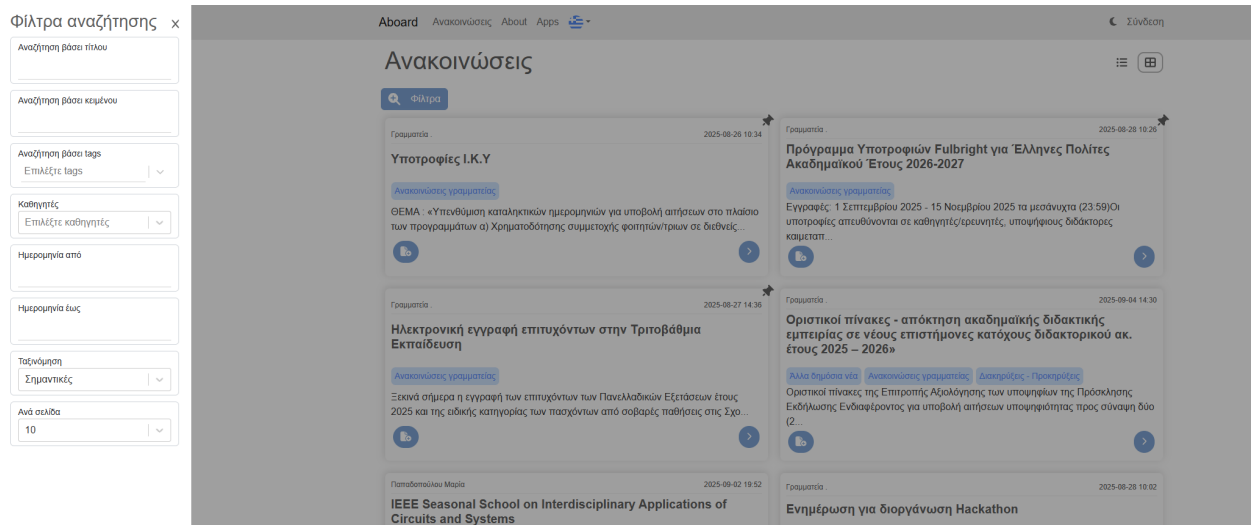 Φίλτρα αναζήτησης x
Αναζήτηση βάσει τίτλου
Αναζήτηση βάσει κειμένου
Αναζήτηση βάσει tags
Επιλέξτε tags
Καθηγητές
Επιλέξτε καθηγητές
Ημερομηνία από
Ημερομηνία έως
Ταξινόμηση
Σημαντικές
Ανά σελίδα
10
Aboard Ανακοινώσεις About Apps Σύνδεση
Ανακοινώσεις
Φίλτρα
Γραμματεία . 2025-08-26 10:34
Υποτροφίες Ι.Κ.Υ
Ανακοινώσεις γραμματείας
ΘΕΜΑ : «Υπενθύμιση καταληκτικών ημερομηνιών για υποβολή αιτήσεων στο πλαίσιο
των προγραμμάτων α) Χρηματοδότησης συμμετοχής φοιτητών/τριων σε διεθνείς...
Γραμματεία . 2025-08-28 10:26
Πρόγραμμα Υποτροφιών Fulbright για Έλληνες Πολίτες
Ακαδημαϊκού Έτους 2026-2027
Ανακοινώσεις γραμματείας
Εγγραφές: 1 Σεπτεμβρίου 2025 - 15 Νοεμβρίου 2025 τα μεσάνυχτα (23:59)Οι
υποτροφίες απευθύνονται σε καθηγητές/ερευνητές, υποψήφιους διδάκτορες
καιμεταπ...
Γραμματεία . 2025-08-27 14:36
Ηλεκτρονική εγγραφή επιτυχόντων στην Τριτοβάθμια
Εκπαίδευση
Ανακοινώσεις γραμματείας
Ξεκινά σήμερα η εγγραφή των επιτυχόντων των Πανελλαδικών Εξετάσεων έτους
2025 και της ειδικής κατηγορίας των πασχόντων από σοβαρές παθήσεις στις Σχο...
Γραμματεία . 2025-09-04 14:30
Οριστικοί πίνακες - απόκτηση ακαδημαϊκής διδακτικής
εμπειρίας σε νέους επιστήμονες κατόχους διδακτορικού ακ.
έτους 2025 – 2026»
Άλλα δημόσια νέα Ανακοινώσεις γραμματείας Διακηρύξεις - Προκηρύξεις
Οριστικοί πίνακες της Επιτροπής Αξιολόγησης των υποψηφίων της Πρόσκλησης
Εκδήλωσης Ενδιαφέροντος για υποβολή αιτήσεων υποψηφιότητας προς σύναψη δύο
(2...
Παπαδοπούλου Μαρία 2025-09-02 19:52
IEEE Seasonal School on Interdisciplinary Applications of
Circuits and Systems
Γραμματεία . 2025-08-28 10:02
Ενημέρωση για διοργάνωση Hackathon